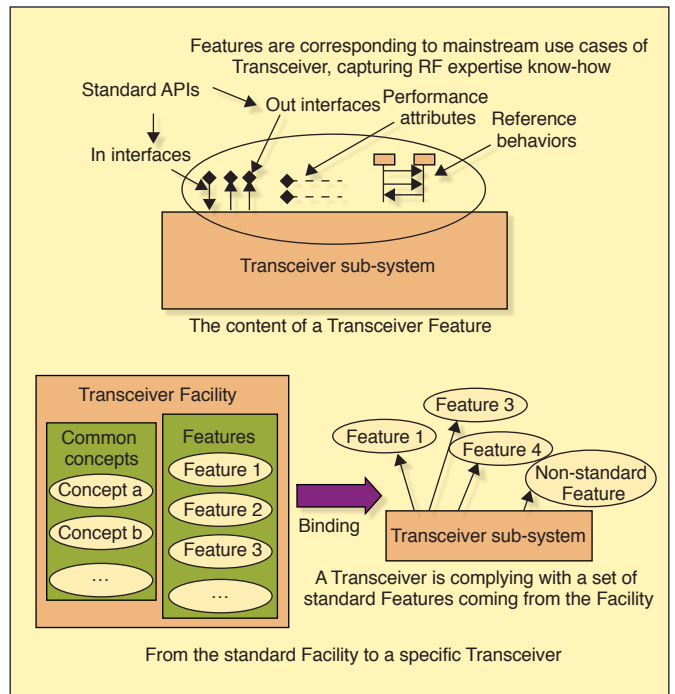 Features are corresponding to mainstream use cases of
Transceiver, capturing RF expertise know-how
Standard APIs
Out interfaces
Performance
attributes
Reference
behaviors
In interfaces
Transceiver sub-system
The content of a Transceiver Feature
Transceiver Facility
Common
concepts
Concept a
Concept b
…
Features
Feature 1
Feature 2
Feature 3
…
Binding
Feature 1
Feature 3
Feature 4
Non-standard
Feature
Transceiver sub-system
A Transceiver is complying with a set of
standard Features coming from the Facility
From the standard Facility to a specific Transceiver